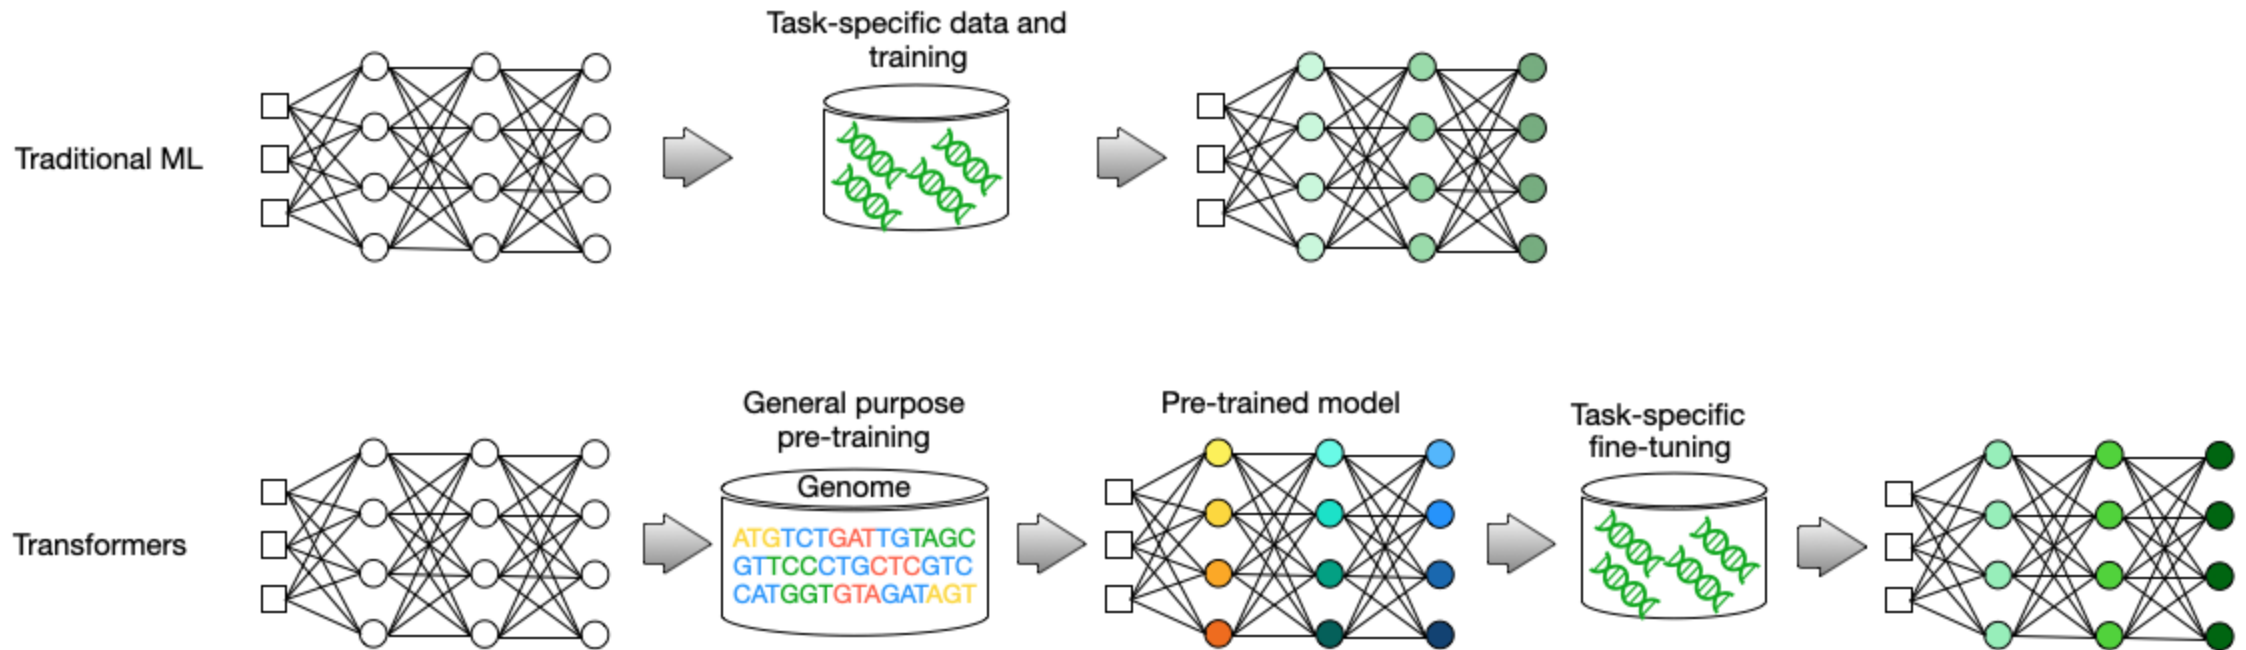 Task-specific data and
training
Traditional ML
General purpose
pre-training
Pre-trained model
Task-specific
fine-tuning
Genome
ATGTCTGATTGTAGC
GTTCCCTGCTCGTC
CATGGTGTAGATAGT
Transformers